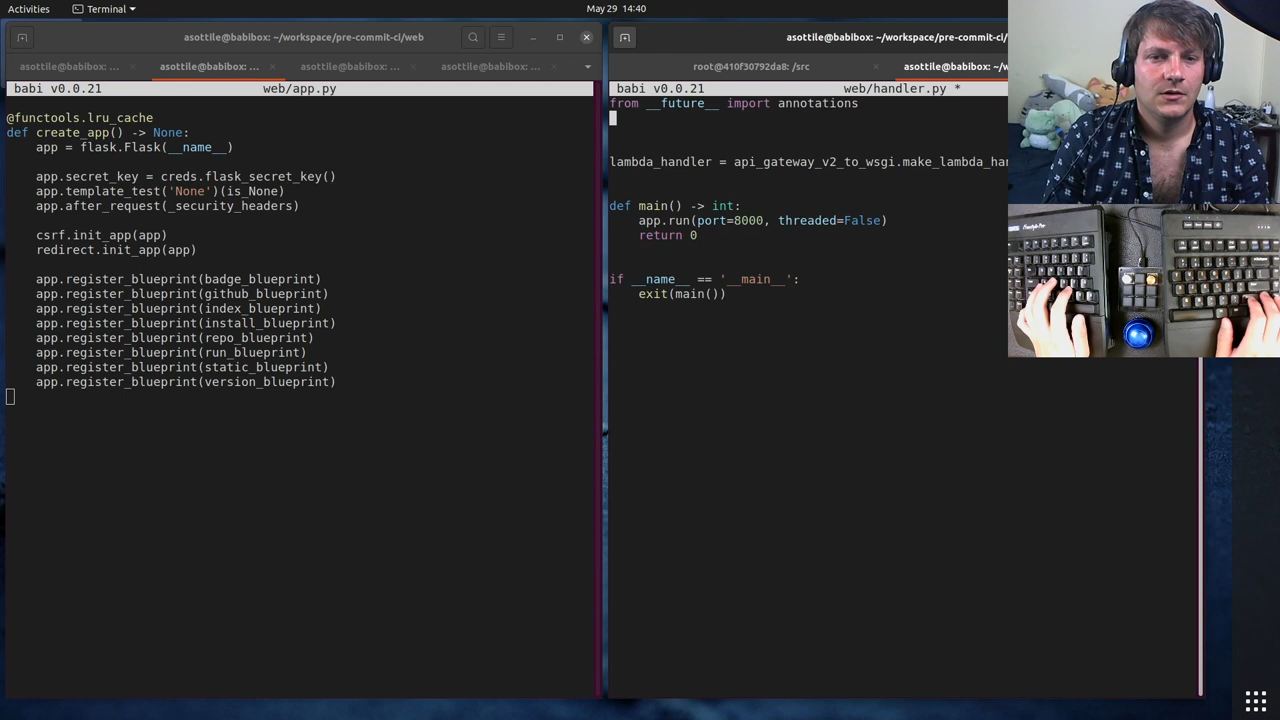 Activities
Terminal
May 29 14:40
asottile@babibox: ~/workspace/pre-commit-ci/web
asottile@babibox: ~/workspace/pre-commit-ci/
asottile@babibox: ~...
asottile@babibox: ...
asottile@babibox: ~...
asottile@babibox: ~...
root@410f30792da8: /src
asottile@babibox: ~/w
babi v0.0.21 web/app.py
@functools.lru_cache
def create_app() -> None:
    app = flask.Flask(__name__)
    app.secret_key = creds.flask_secret_key()
    app.template_test('None')(is_None)
    app.after_request(_security_headers)
    csrf.init_app(app)
    redirect.init_app(app)
    app.register_blueprint(badge_blueprint)
    app.register_blueprint(github_blueprint)
    app.register_blueprint(index_blueprint)
    app.register_blueprint(install_blueprint)
    app.register_blueprint(repo_blueprint)
    app.register_blueprint(run_blueprint)
    app.register_blueprint(static_blueprint)
    app.register_blueprint(version_blueprint)
babi v0.0.21 web/handler.py *
from __future__ import annotations
lambda_handler = api_gateway_v2_to_wsgi.make_lambda_han
def main() -> int:
    app.run(port=8000, threaded=False)
    return 0
if __name__ == '__main__':
    exit(main())